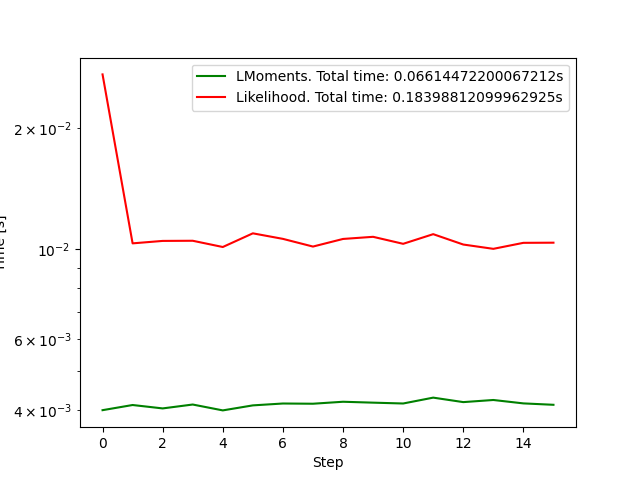 LMoments. Total time: 0.06614472200067212s
Likelihood. Total time: 0.18398812099962925s
2 × 10⁻²
10⁻²
6 × 10⁻³
4 × 10⁻³
[s]
0 2 4 6 8 10 12 14
Step